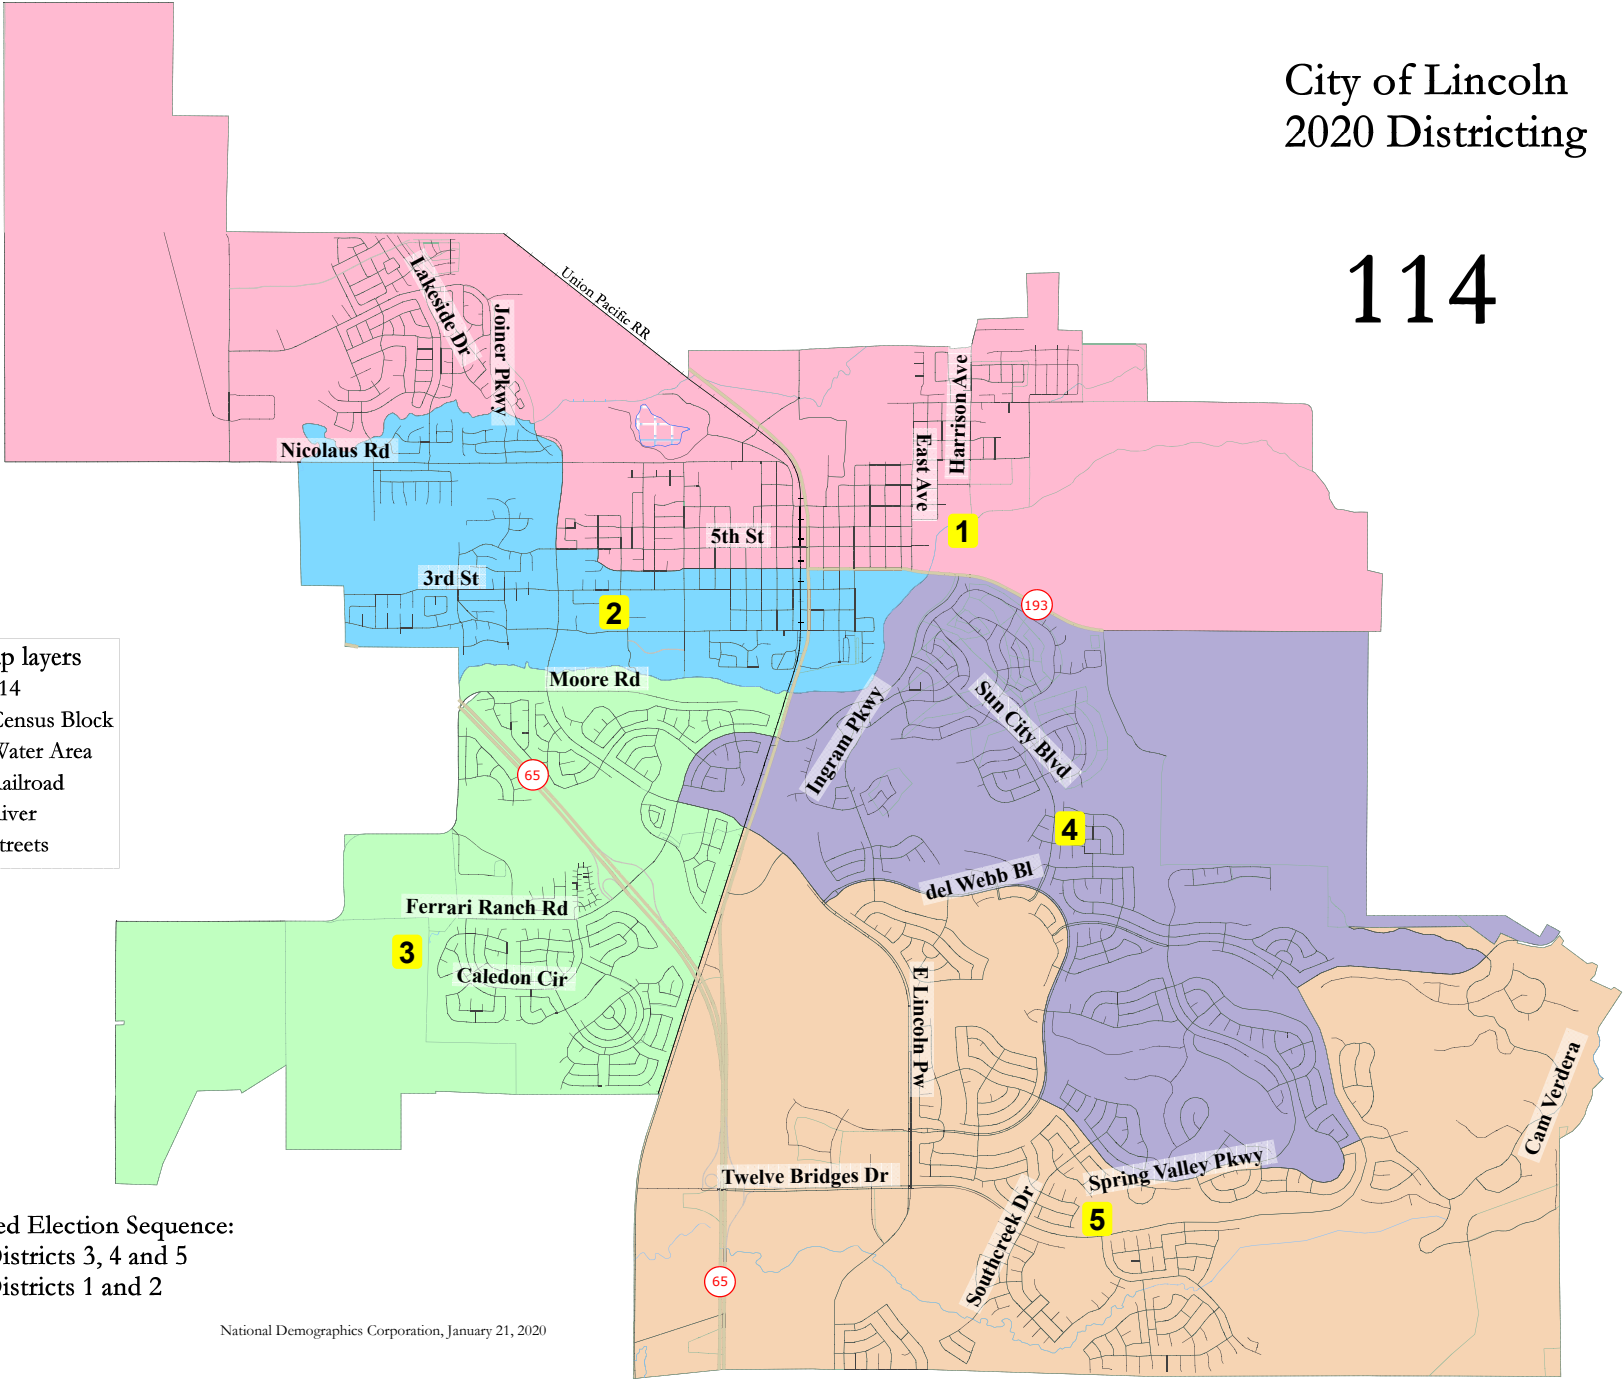 City of Lincoln
2020 Districting
114
Union Pacific RR
Lakeside Dr
Joiner Pkwy
Harrison Ave
East Ave
Nicolaus Rd
1
5th St
3rd St
2
193
Moore Rd
Ingram Pkwy
Sun City Blvd
65
4
del Webb Bl
Ferrari Ranch Rd
3
Caledon Cir
E Lincoln Pw
Cam Verdera
Twelve Bridges Dr
Spring Valley Pkwy
5
Southcreek Dr
65
p layers
14
Census Block
Water Area
ailroad
iver
treets
ed Election Sequence:
istricts 3, 4 and 5
istricts 1 and 2
National Demographics Corporation, January 21, 2020